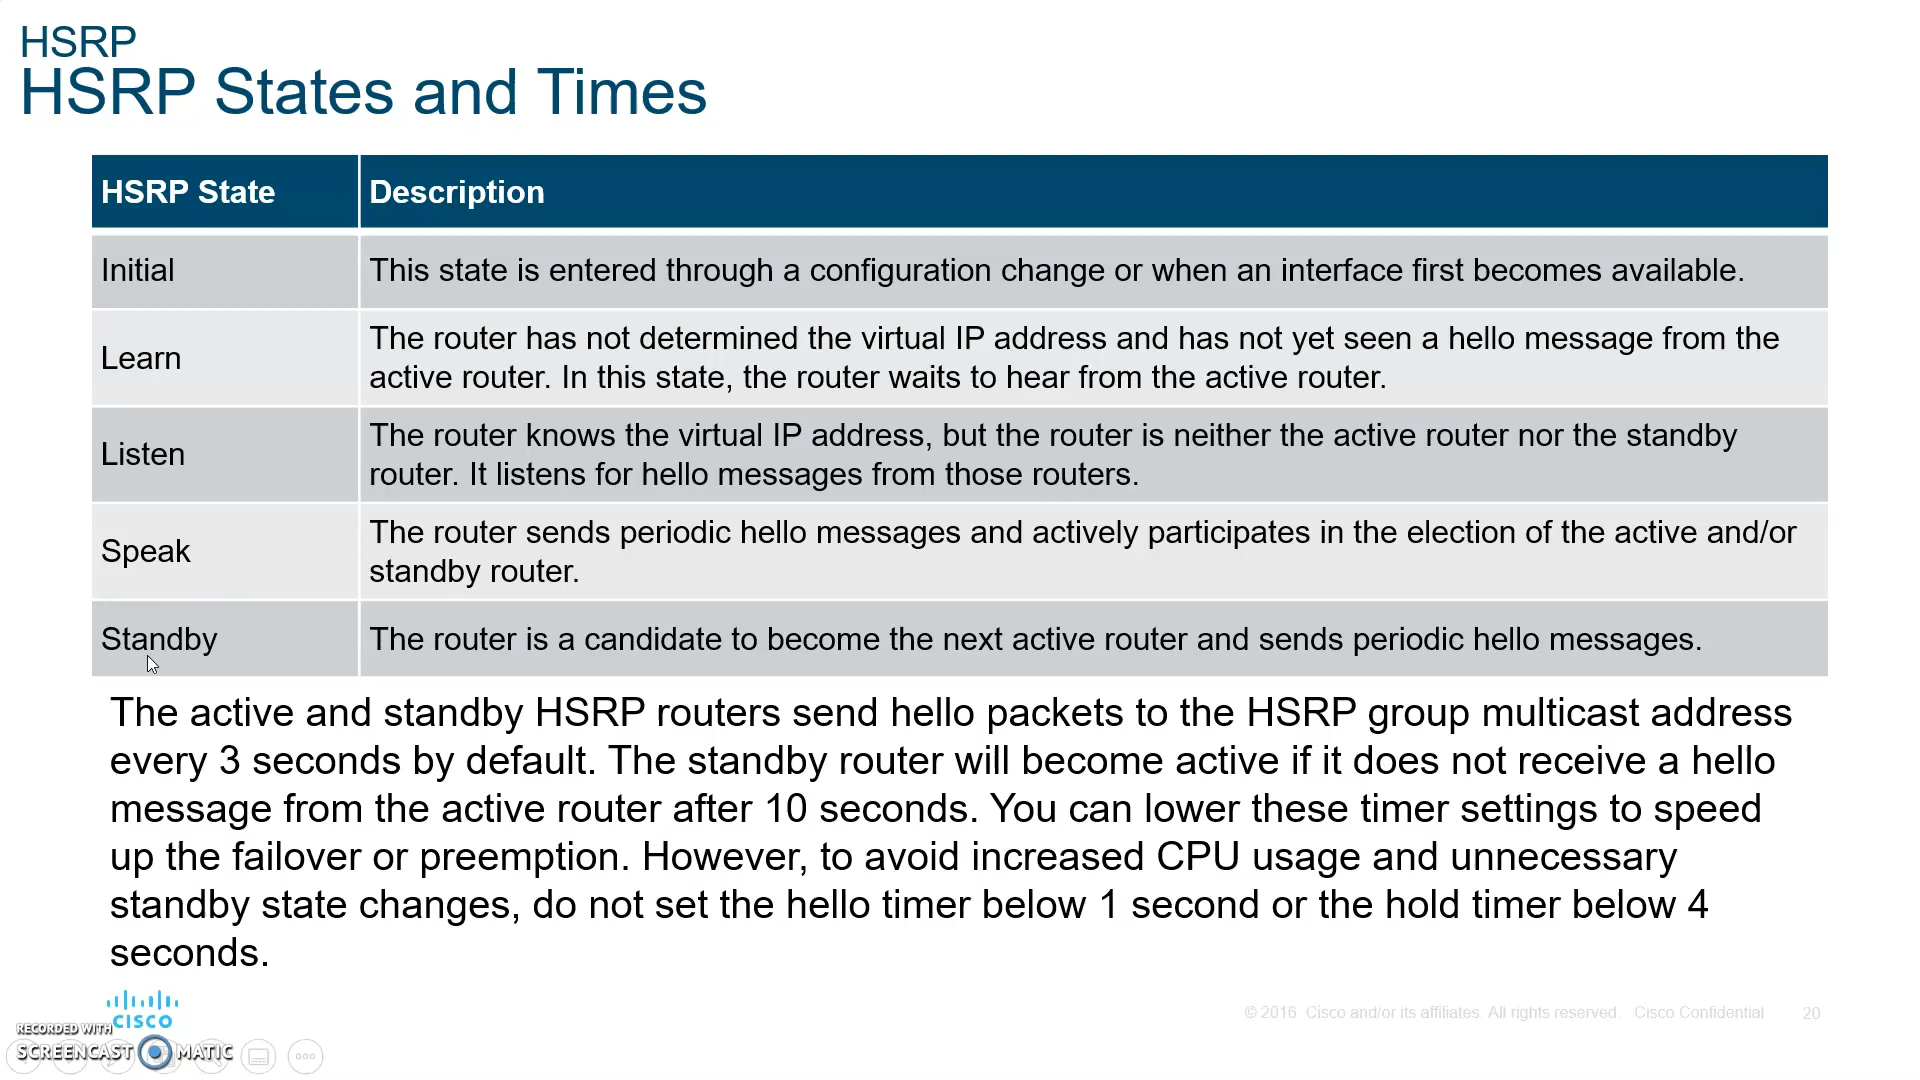 HSRP
HSRP States and Times
HSRP State Description
Initial This state is entered through a configuration change or when an interface first becomes available.
Learn The router has not determined the virtual IP address and has not yet seen a hello message from the
active router. In this state, the router waits to hear from the active router.
Listen The router knows the virtual IP address, but the router is neither the active router nor the standby
router. It listens for hello messages from those routers.
Speak The router sends periodic hello messages and actively participates in the election of the active and/or
standby router.
Standby The router is a candidate to become the next active router and sends periodic hello messages.
The active and standby HSRP routers send hello packets to the HSRP group multicast address
every 3 seconds by default. The standby router will become active if it does not receive a hello
message from the active router after 10 seconds. You can lower these timer settings to speed
up the failover or preemption. However, to avoid increased CPU usage and unnecessary
standby state changes, do not set the hello timer below 1 second or the hold timer below 4
seconds.
CISCO
© 2016 Cisco and/or its affiliates. All rights reserved. Cisco Confidential 20
RECORDED WITH
SCREENCAST MATIC